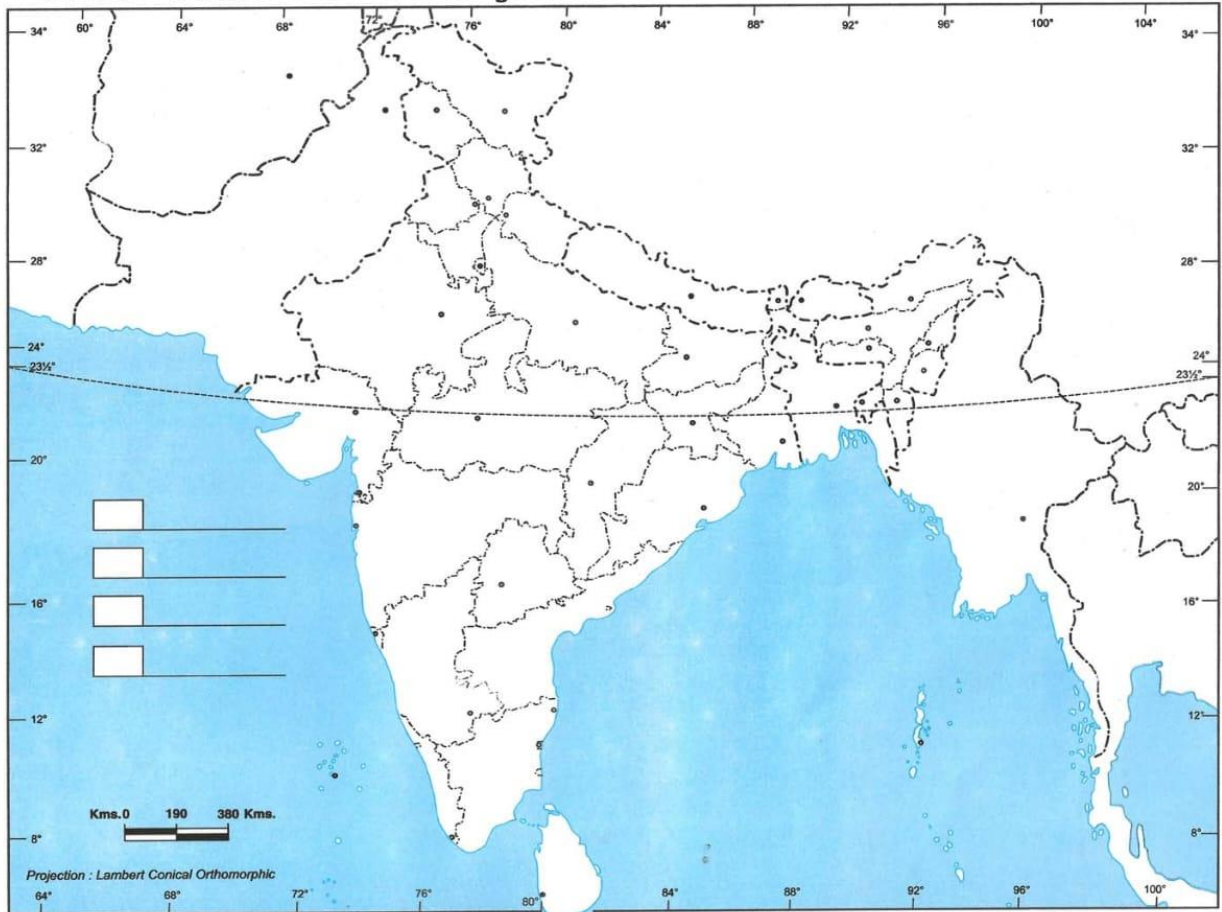 60° 64° 68° 72° 76° 80° 84° 88° 92° 96° 100° 104°
34° 34°
32° 32°
28° 28°
24° 24°
23½° 23½°
20° 20°
16° 16°
12° 12°
Kms.0 190 380 Kms.
8° 8°
Projection : Lambert Conical Orthomorphic
64° 68° 72° 76° 80° 84° 88° 92° 96° 100°